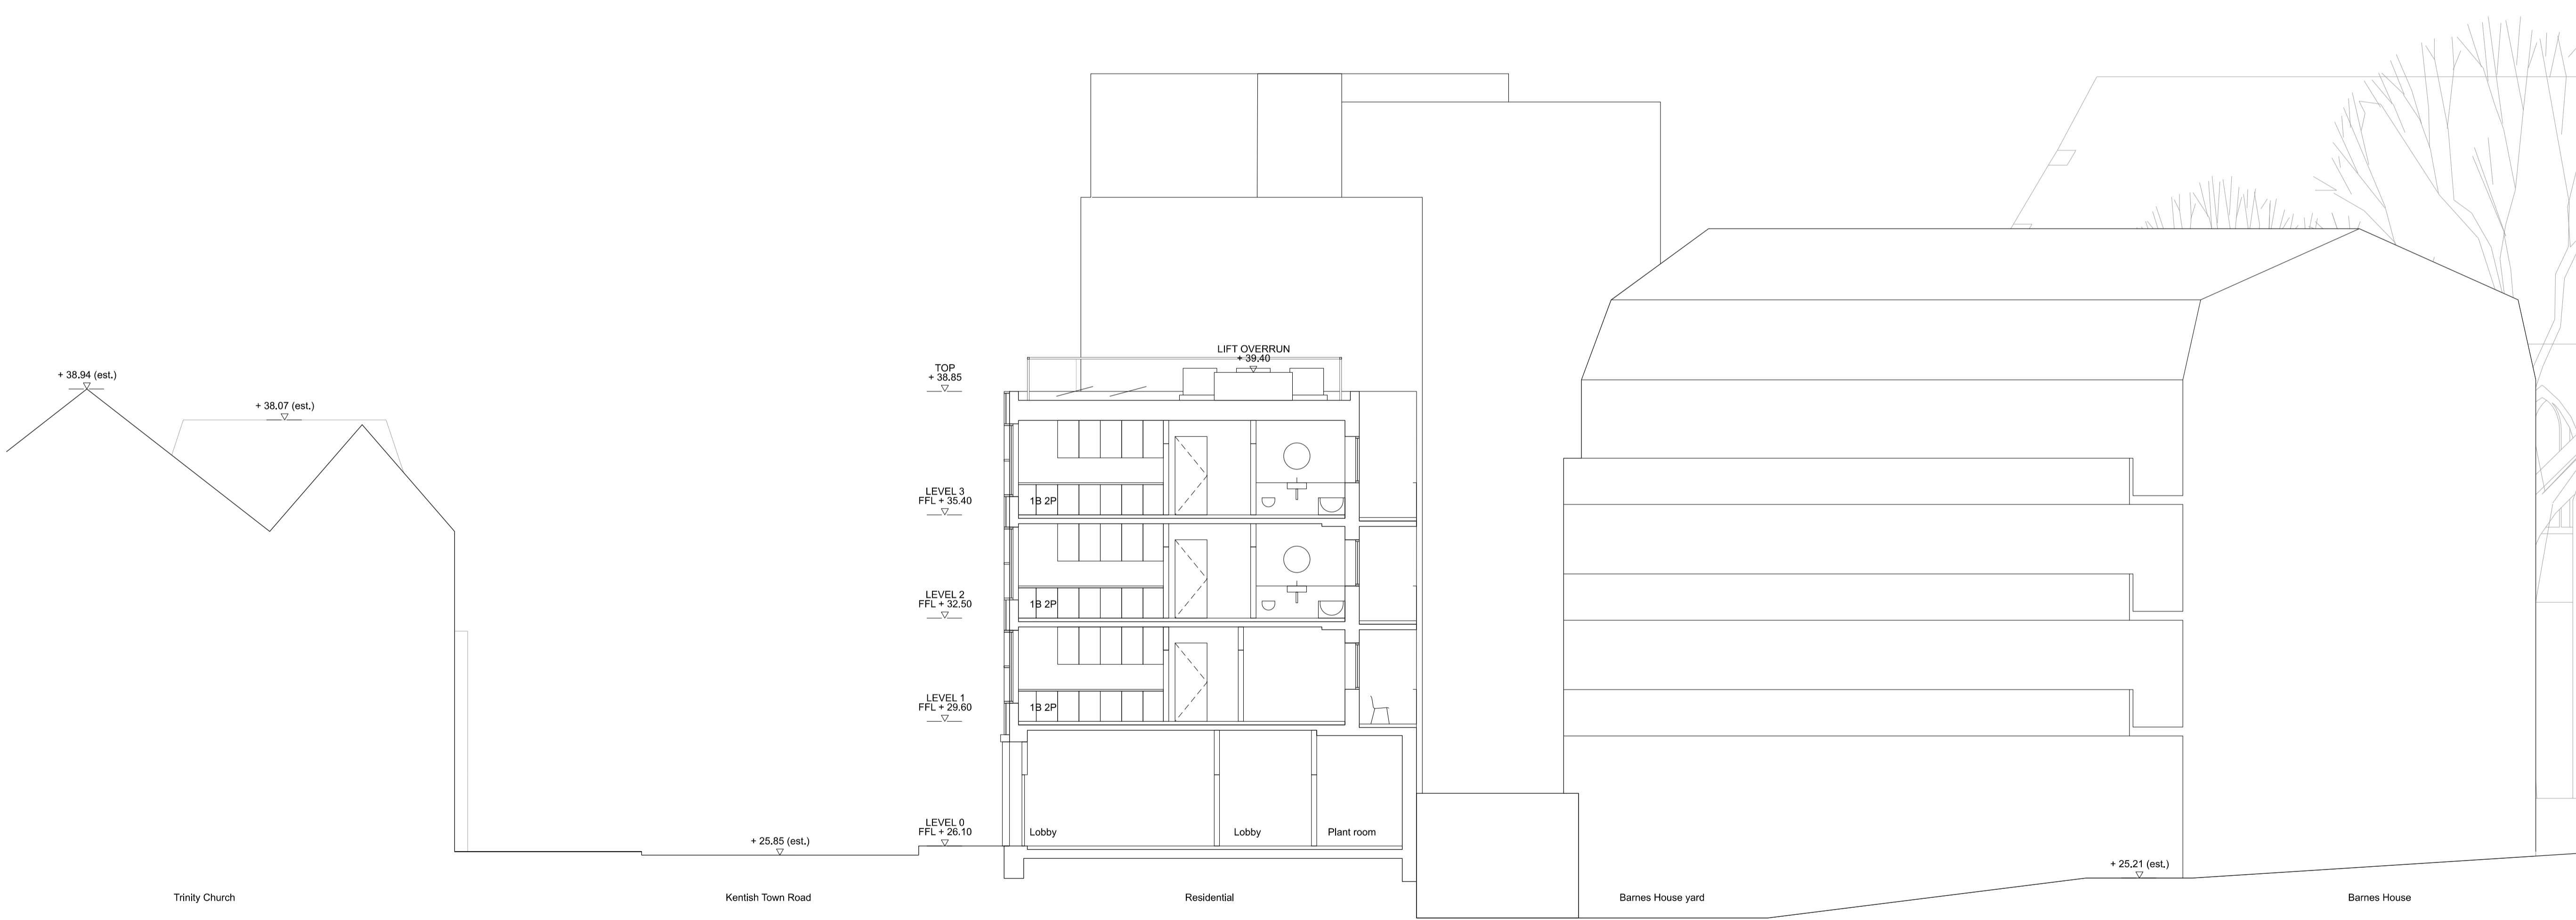 LIFT OVERRUN
+ 39.40
TOP
+ 38.85
+ 38.94 (est.)
+ 38.07 (est.)
LEVEL 3
FFL + 35.40
1B 2P
LEVEL 2
FFL + 32.50
1B 2P
LEVEL 1
FFL + 29.60
1B 2P
LEVEL 0
FFL + 26.10
Lobby
Lobby
Plant room
+ 25.85 (est.)
+ 25.21 (est.)
Trinity Church
Kentish Town Road
Residential
Barnes House yard
Barnes House